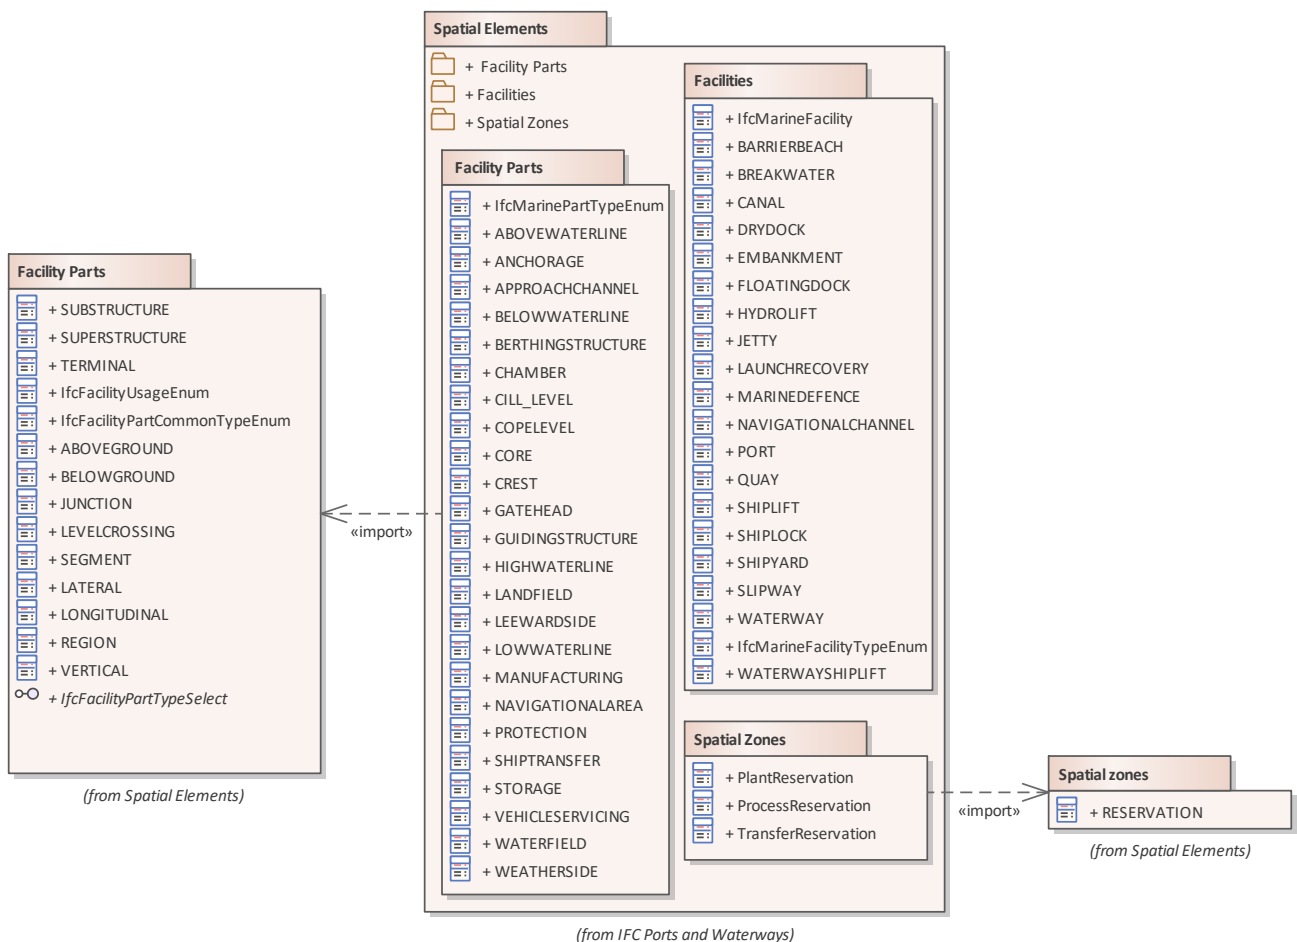 Spatial Elements
+ Facility Parts
+ Facilities
+ Spatial Zones
Facility Parts
+ IfcMarinePartTypeEnum
+ ABOVEWATERLINE
+ ANCHORAGE
+ APPROACHCHANNEL
+ BELOWWATERLINE
+ BERTHINGSTRUCTURE
+ CHAMBER
+ CILL_LEVEL
+ COPELEVEL
+ CORE
+ CREST
+ GATEHEAD
+ GUIDINGSTRUCTURE
+ HIGHWATERLINE
+ LANDFIELD
+ LEEWARDSIDE
+ LOWWATERLINE
+ MANUFACTURING
+ NAVIGATIONALAREA
+ PROTECTION
+ SHIPTRANSFER
+ STORAGE
+ VEHICLESERVICING
+ WATERFIELD
+ WEATHERSIDE
Facilities
+ IfcMarineFacility
+ BARRIERBEACH
+ BREAKWATER
+ CANAL
+ DRYDOCK
+ EMBANKMENT
+ FLOATINGDOCK
+ HYDROLIFT
+ JETTY
+ LAUNCHRECOVERY
+ MARINEDEFENCE
+ NAVIGATIONALCHANNEL
+ PORT
+ QUAY
+ SHIPLIFT
+ SHIPLOCK
+ SHIPYARD
+ SLIPWAY
+ WATERWAY
+ IfcMarineFacilityTypeEnum
+ WATERWAYSHIPLIFT
Spatial Zones
+ PlantReservation
+ ProcessReservation
+ TransferReservation
(from IFC Ports and Waterways)
Facility Parts
+ SUBSTRUCTURE
+ SUPERSTRUCTURE
+ TERMINAL
+ IfcFacilityUsageEnum
+ IfcFacilityPartCommonTypeEnum
+ ABOVEGROUND
+ BELOWGROUND
+ JUNCTION
+ LEVELCROSSING
+ SEGMENT
+ LATERAL
+ LONGITUDINAL
+ REGION
+ VERTICAL
+ IfcFacilityPartTypeSelect
(from Spatial Elements)
«import»
«import»
Spatial zones
+ RESERVATION
(from Spatial Elements)